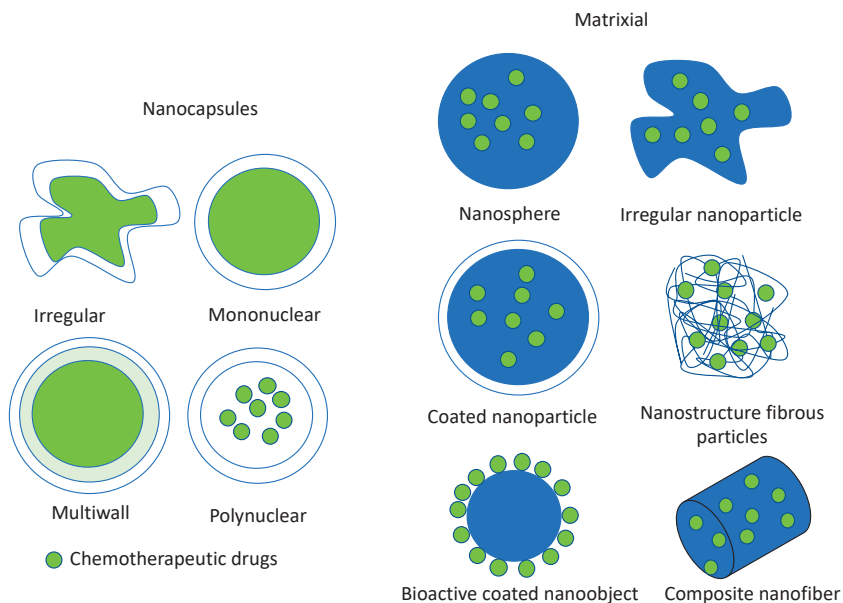 Matrixial
Nanocapsules
Nanosphere
Irregular nanoparticle
Irregular
Mononuclear
Coated nanoparticle
Nanostructure fibrous
particles
Multiwall
Polynuclear
Chemotherapeutic drugs
Bioactive coated nanoobject
Composite nanofiber